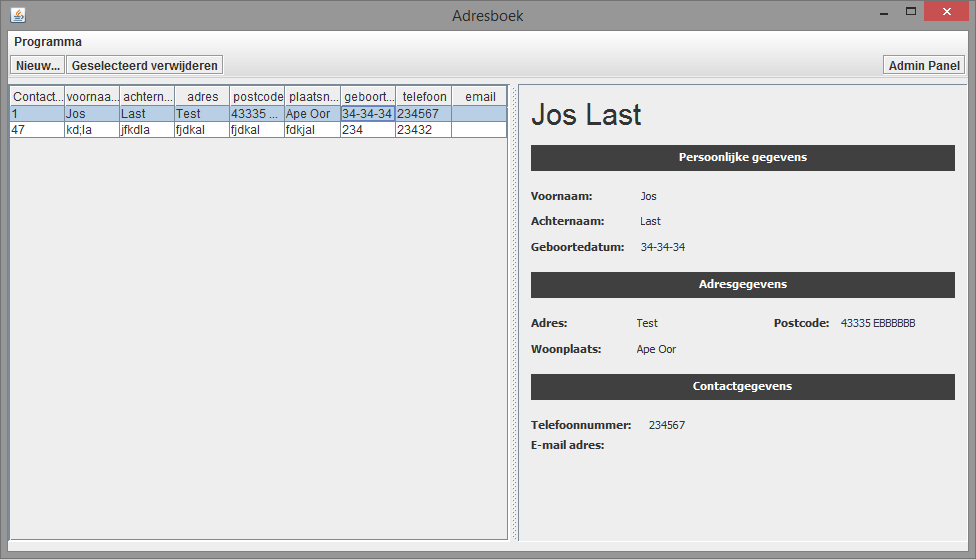 Adresboek
Programma
Nieuw... Geselecteerd verwijderen Admin Panel
Contact... voornaa... achtern... adres postcode plaatsn... geboort... telefoon email
1 Jos Last Test 43335 ... Ape Oor 34-34-34 234567
47 kd;la jfkdla fjdkal fjdkal fdkjal 234 23432
Jos Last
Persoonlijke gegevens
Voornaam: Jos
Achternaam: Last
Geboortedatum: 34-34-34
Adresgegevens
Adres: Test Postcode: 43335 EBBBBBB
Woonplaats: Ape Oor
Contactgegevens
Telefoonnummer: 234567
E-mail adres: